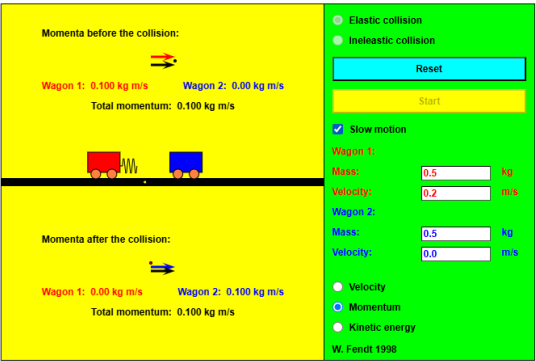 Momenta before the collision:
Wagon 1: 0.100 kg m/s Wagon 2: 0.00 kg m/s
Total momentum: 0.100 kg m/s
Momenta after the collision:
Wagon 1: 0.00 kg m/s Wagon 2: 0.100 kg m/s
Total momentum: 0.100 kg m/s
Elastic collision
Ineleastic collision
Reset
Start
Slow motion
Wagon 1:
Mass: 0.5 kg
Velocity: 0.2 m/s
Wagon 2:
Mass: 0.5 kg
Velocity: 0.0 m/s
Velocity
Momentum
Kinetic energy
W. Fendt 1998